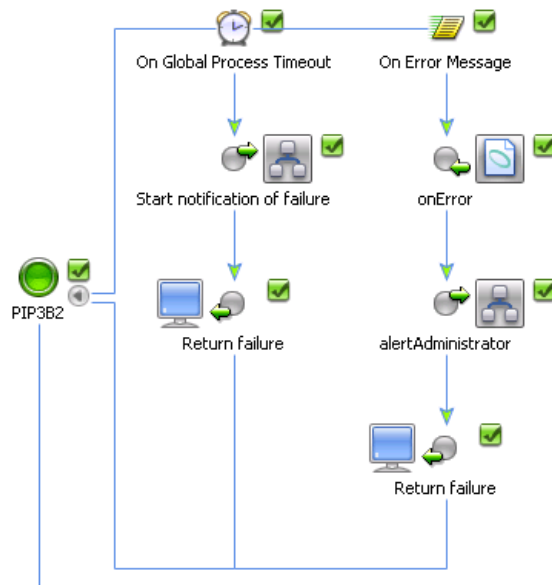 On Global Process Timeout
On Error Message
Start notification of failure
onError
PIP3B2
Return failure
alertAdministrator
Return failure